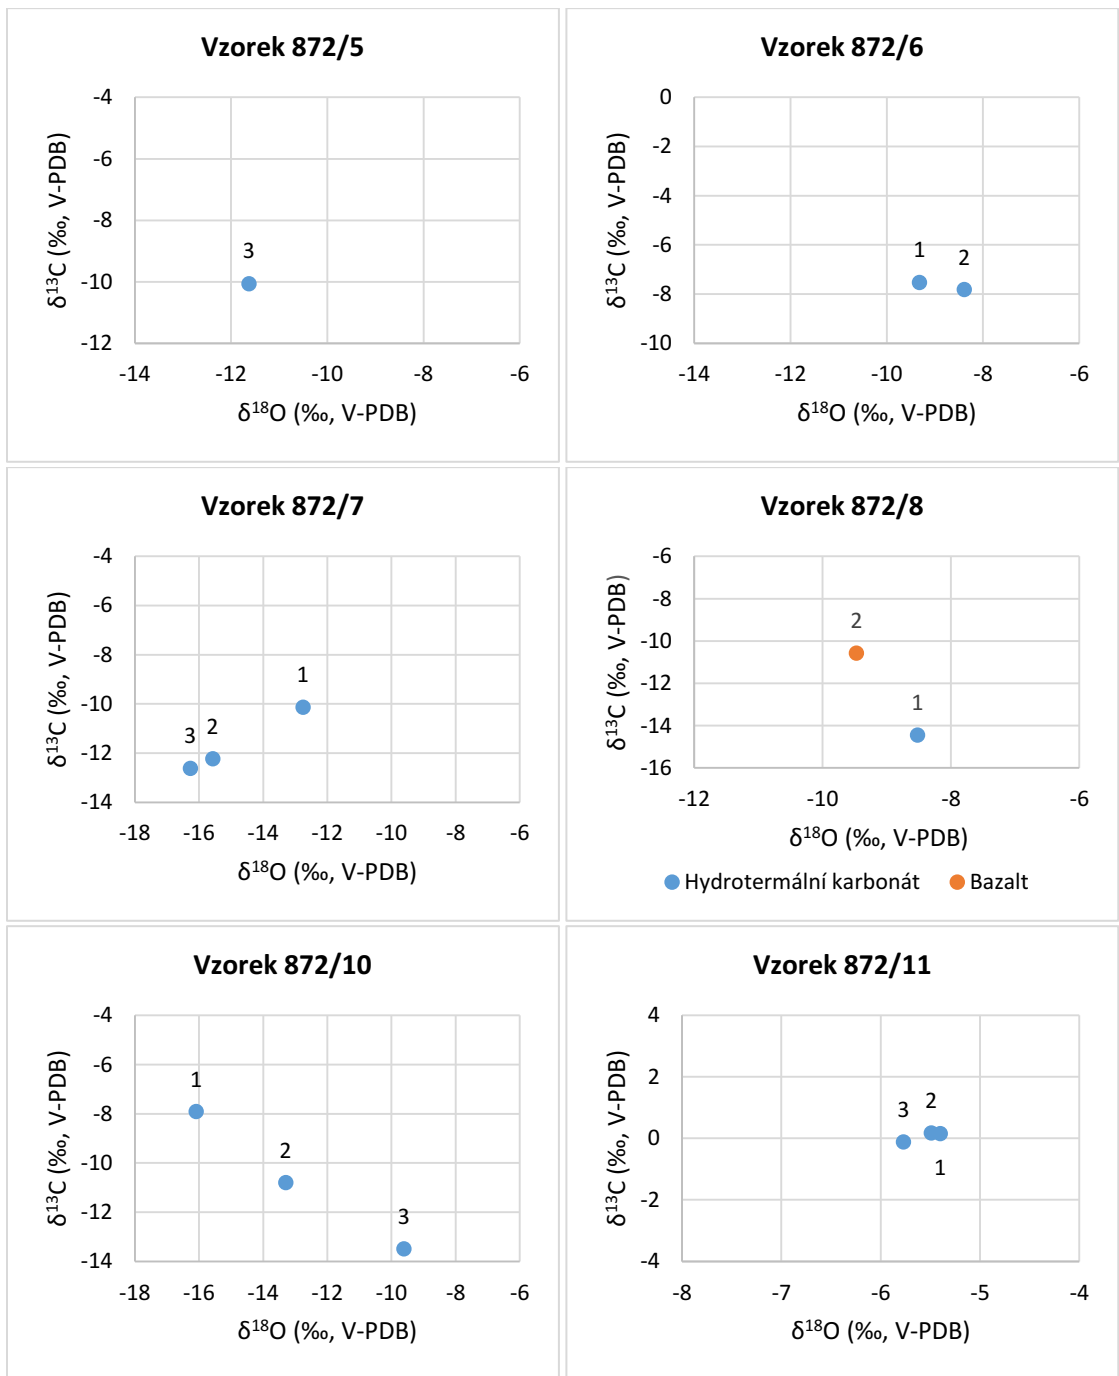 Vzorek 872/5
-4
-6
-8
-10
-12
3
-14 -12 -10 -8 -6
δ¹³C (‰, V-PDB)
δ¹⁸O (‰, V-PDB)
Vzorek 872/6
0
-2
-4
-6
-8
-10
1 2
-14 -12 -10 -8 -6
δ¹³C (‰, V-PDB)
δ¹⁸O (‰, V-PDB)
Vzorek 872/7
-4
-6
-8
-10
-12
-14
1
3 2
-18 -16 -14 -12 -10 -8 -6
δ¹³C (‰, V-PDB)
δ¹⁸O (‰, V-PDB)
Vzorek 872/8
-6
-8
-10
-12
-14
-16
2
1
-12 -10 -8 -6
δ¹³C (‰, V-PDB)
δ¹⁸O (‰, V-PDB)
Hydrotermální karbonát Bazalt
Vzorek 872/10
-4
-6
-8
-10
-12
-14
1
2
3
-18 -16 -14 -12 -10 -8 -6
δ¹³C (‰, V-PDB)
δ¹⁸O (‰, V-PDB)
Vzorek 872/11
4
2
0
-2
-4
3 2
1
-8 -7 -6 -5 -4
δ¹³C (‰, V-PDB)
δ¹⁸O (‰, V-PDB)